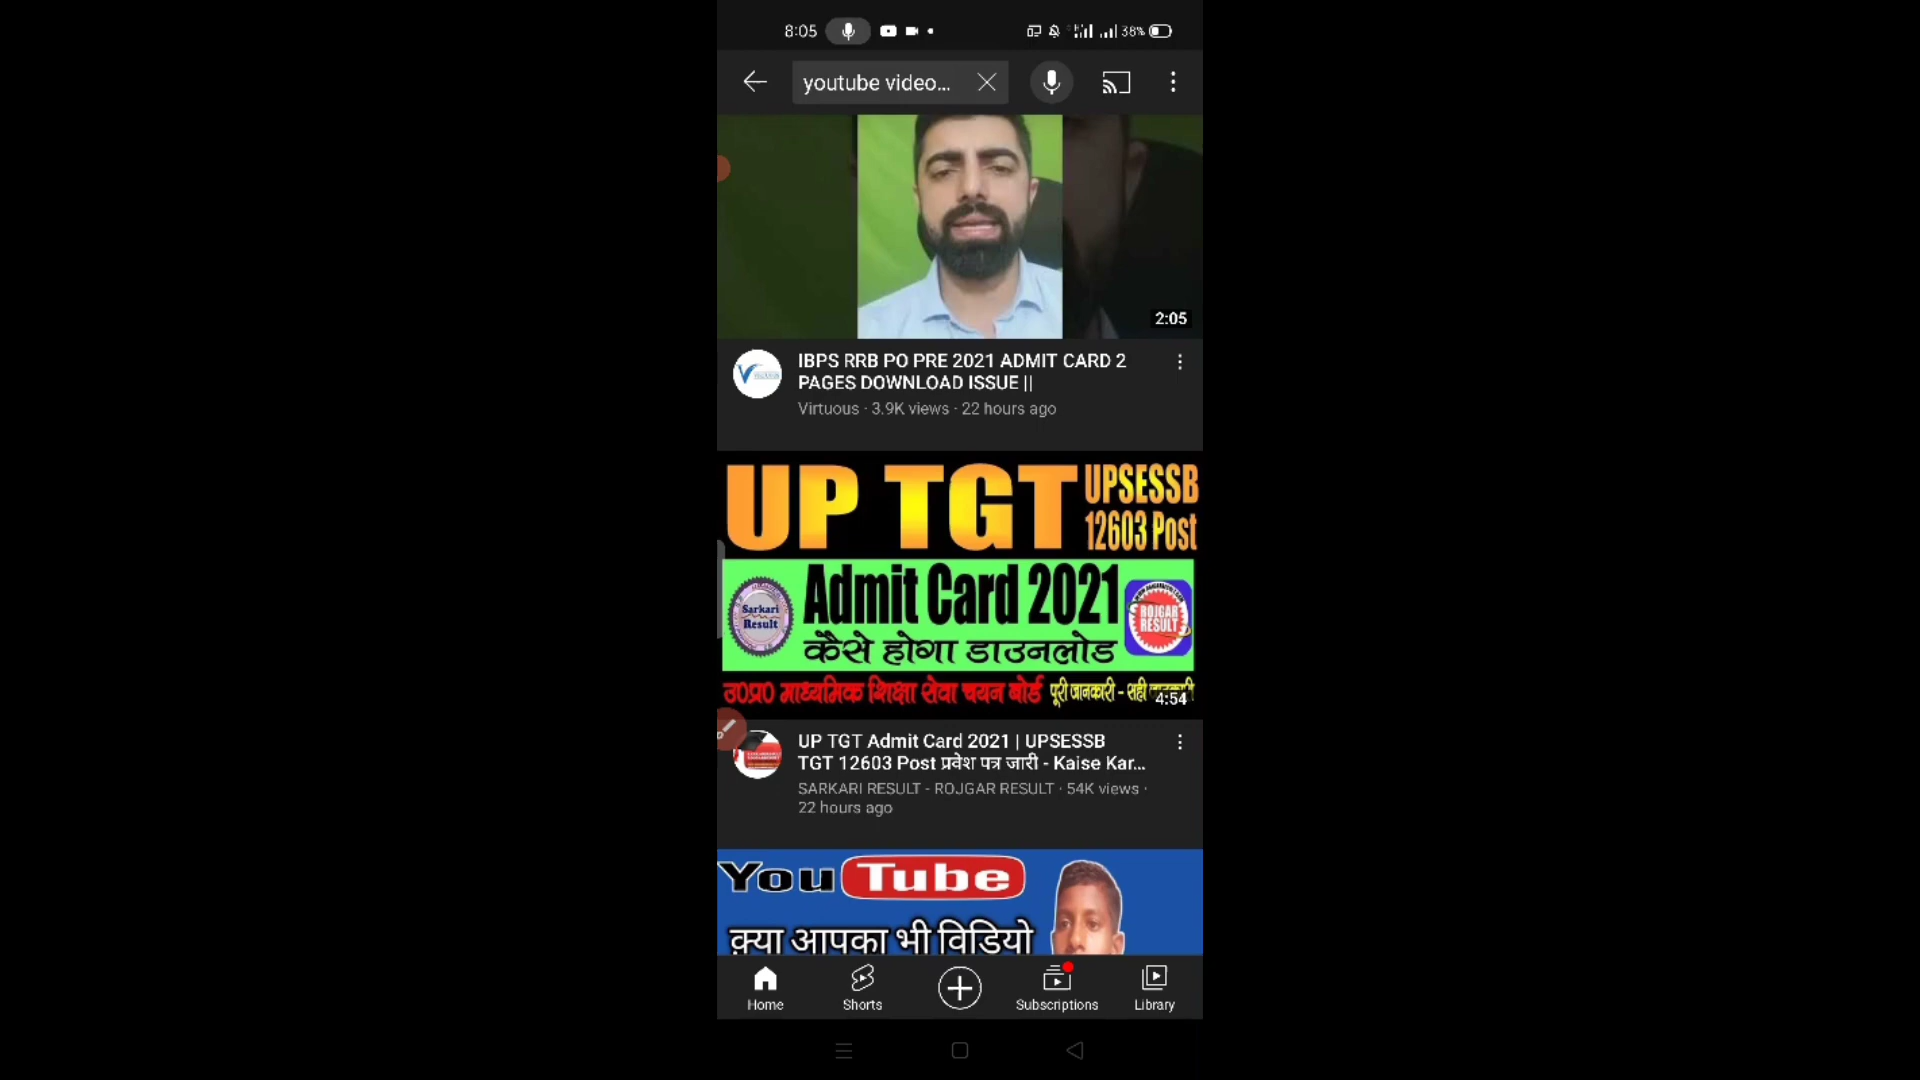 8:05
38%
youtube video...
2:05
IBPS RRB PO PRE 2021 ADMIT CARD 2
PAGES DOWNLOAD ISSUE ||
Virtuous · 3.9K views · 22 hours ago
UP TGT
UPSESSB
12603 Post
Admit Card 2021
Sarkari
Result
ROJGAR
RESULT
कैसे होगा डाउनलोड
उ0प्र0 माध्यमिक शिक्षा सेवा चयन बोर्ड पूरी जानकारी - सही
4:54
UP TGT Admit Card 2021 | UPSESSB
TGT 12603 Post प्रवेश पत्र जारी - Kaise Kar...
SARKARI RESULT - ROJGAR RESULT · 54K views ·
22 hours ago
YouTube
क्या आपका भी विडियो
Home
Shorts
Subscriptions
Library